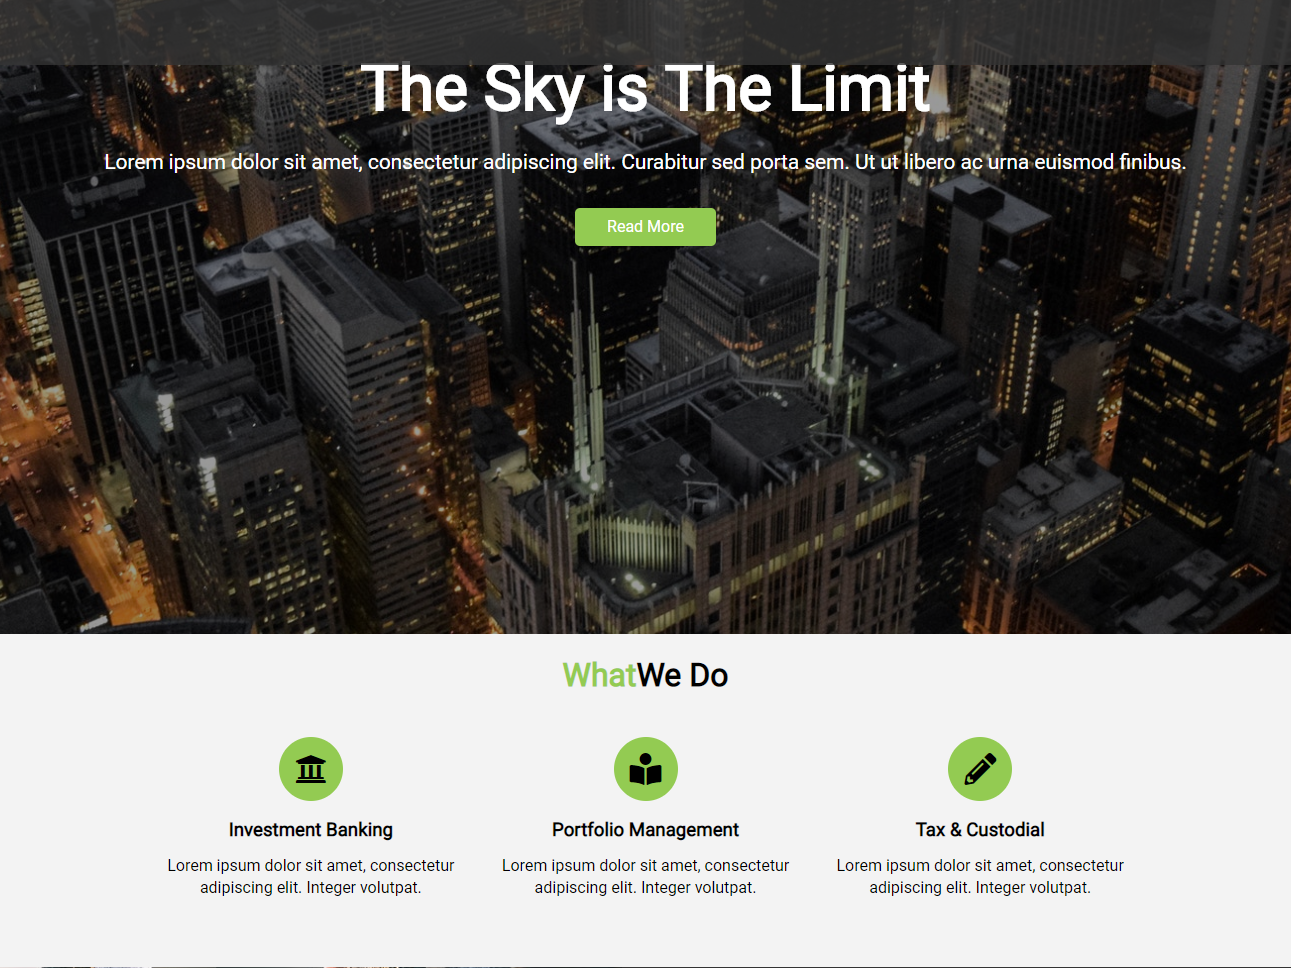 The Sky is The Limit
Lorem ipsum dolor sit amet, consectetur adipiscing elit. Curabitur sed porta sem. Ut ut libero ac urna euismod finibus.
Read More
WhatWe Do
Investment Banking
Portfolio Management
Tax & Custodial
Lorem ipsum dolor sit amet, consectetur
adipiscing elit. Integer volutpat.
Lorem ipsum dolor sit amet, consectetur
adipiscing elit. Integer volutpat.
Lorem ipsum dolor sit amet, consectetur
adipiscing elit. Integer volutpat.